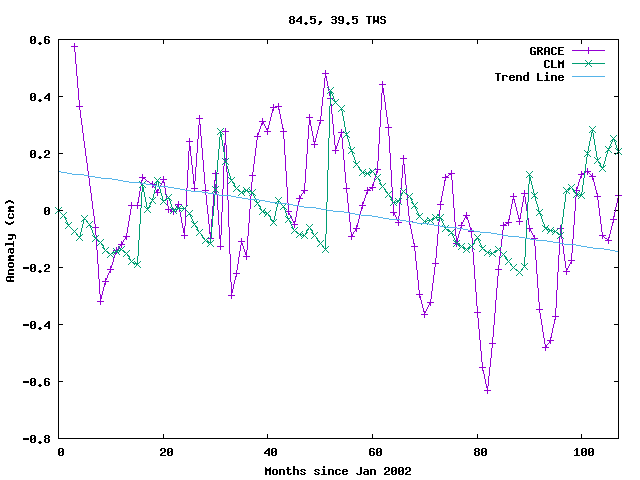 84.5, 39.5 TWS
GRACE
CLM
Trend Line
0.6
0.4
0.2
0
-0.2
-0.4
-0.6
-0.8
Anomaly (cm)
0 20 40 60 80 100
Months since Jan 2002